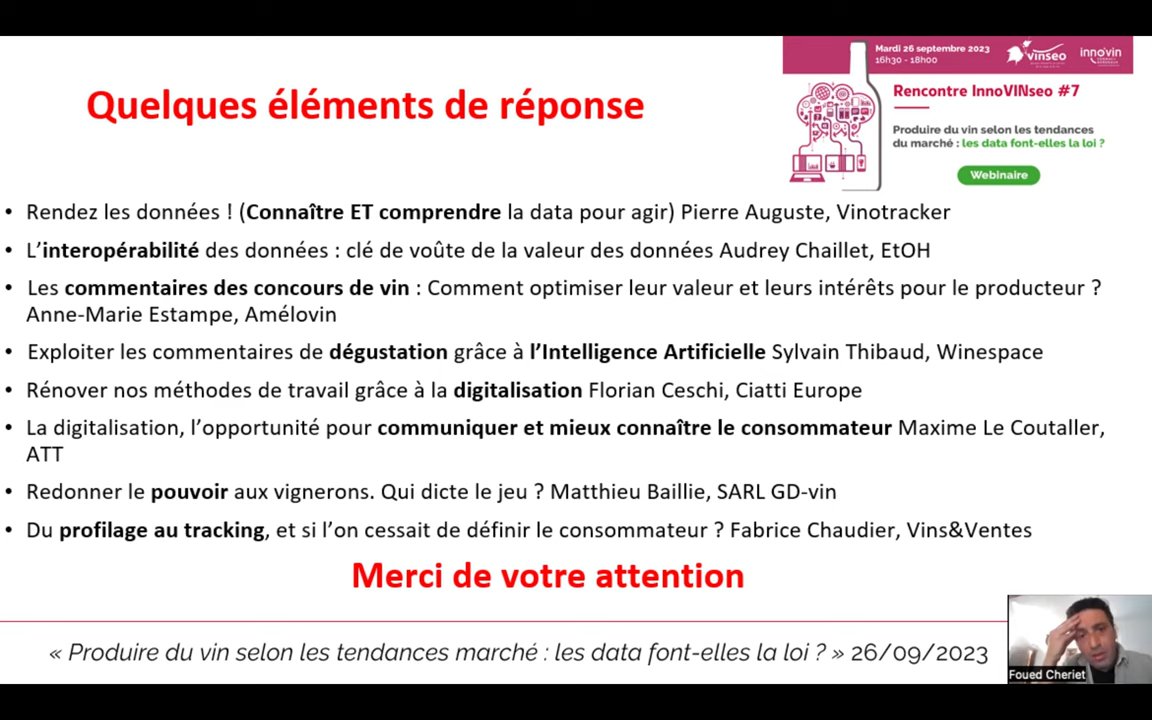 Mardi 26 septembre 2023
16h30 - 18h00
vinseo
inno'vin
Quelques éléments de réponse
Rencontre InnoVINseo #7
Produire du vin selon les tendances
du marché : les data font-elles la loi ?
Webinaire
• Rendez les données ! (Connaître ET comprendre la data pour agir) Pierre Auguste, Vinotracker
• L’interopérabilité des données : clé de voûte de la valeur des données Audrey Chaillet, EtOH
• Les commentaires des concours de vin : Comment optimiser leur valeur et leurs intérêts pour le producteur ?
Anne-Marie Estampe, Amélovin
• Exploiter les commentaires de dégustation grâce à l’Intelligence Artificielle Sylvain Thibaud, Winespace
• Rénover nos méthodes de travail grâce à la digitalisation Florian Ceschi, Ciatti Europe
• La digitalisation, l’opportunité pour communiquer et mieux connaître le consommateur Maxime Le Coutaller,
ATT
• Redonner le pouvoir aux vignerons. Qui dicte le jeu ? Matthieu Baillie, SARL GD-vin
• Du profilage au tracking, et si l’on cessait de définir le consommateur ? Fabrice Chaudier, Vins&Ventes
Merci de votre attention
« Produire du vin selon les tendances marché : les data font-elles la loi ? » 26/09/2023
Foued Cheriet